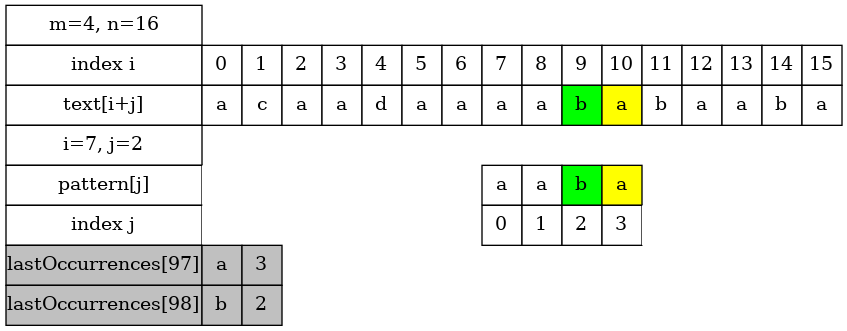 m=4, n=16
index i 0 1 2 3 4 5 6 7 8 9 10 11 12 13 14 15
text[i+j] a c a a d a a a a b a b a a b a
i=7, j=2
pattern[j] a a b a
index j 0 1 2 3
lastOccurrences[97] a 3
lastOccurrences[98] b 2